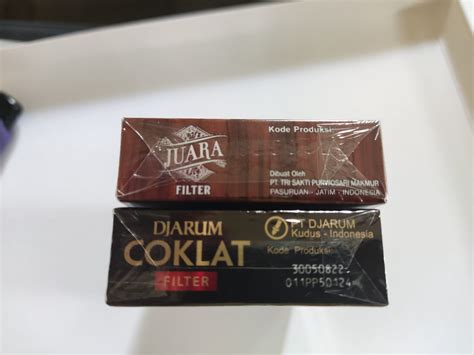 JUARA
FILTER
Kode Produksi:
Dibuat Oleh
PT. TRI SAKTI PURWOSARI MAKMUR
PASURUAN - JATIM - INDONESIA
DJARUM
COKLAT
FILTER
PT DJARUM
Kudus - Indonesia
Kode Produksi
011PP50124